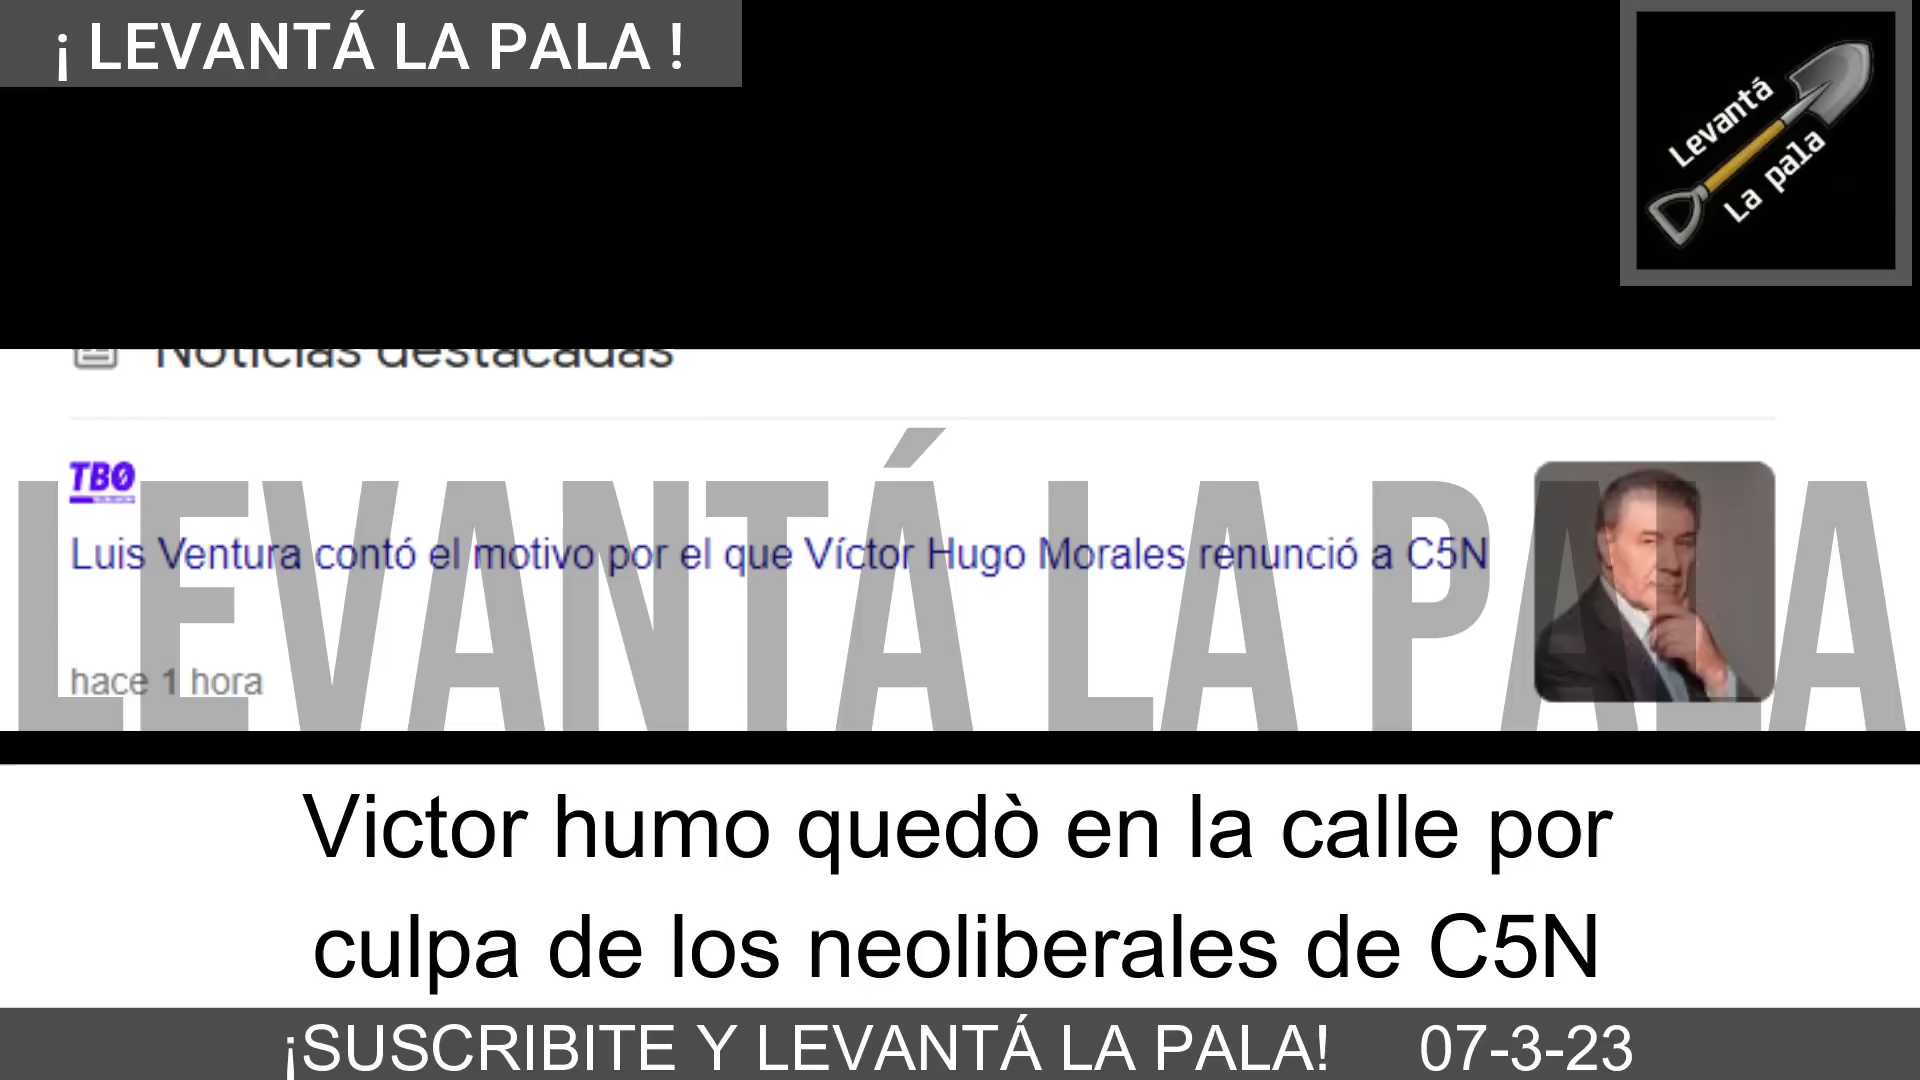 ¡ LEVANTÁ LA PALA !
Levantá
La pala
Noticias destacadas
TBO
Luis Ventura contó el motivo por el que Víctor Hugo Morales renunció a C5N
hace 1 hora
LEVANTÁ LA PALA
Victor humo quedò en la calle por
culpa de los neoliberales de C5N
¡SUSCRIBITE Y LEVANTÁ LA PALA! 07-3-23